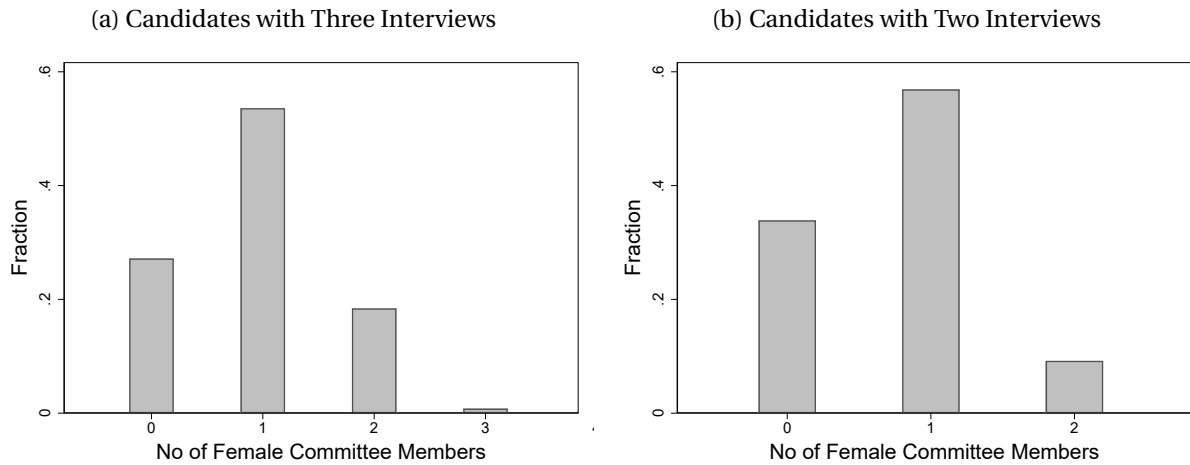 (a) Candidates with Three Interviews
.6
.4
.2
0
Fraction
0 1 2 3
No of Female Committee Members
(b) Candidates with Two Interviews
.6
.4
.2
0
Fraction
0 1 2
No of Female Committee Members